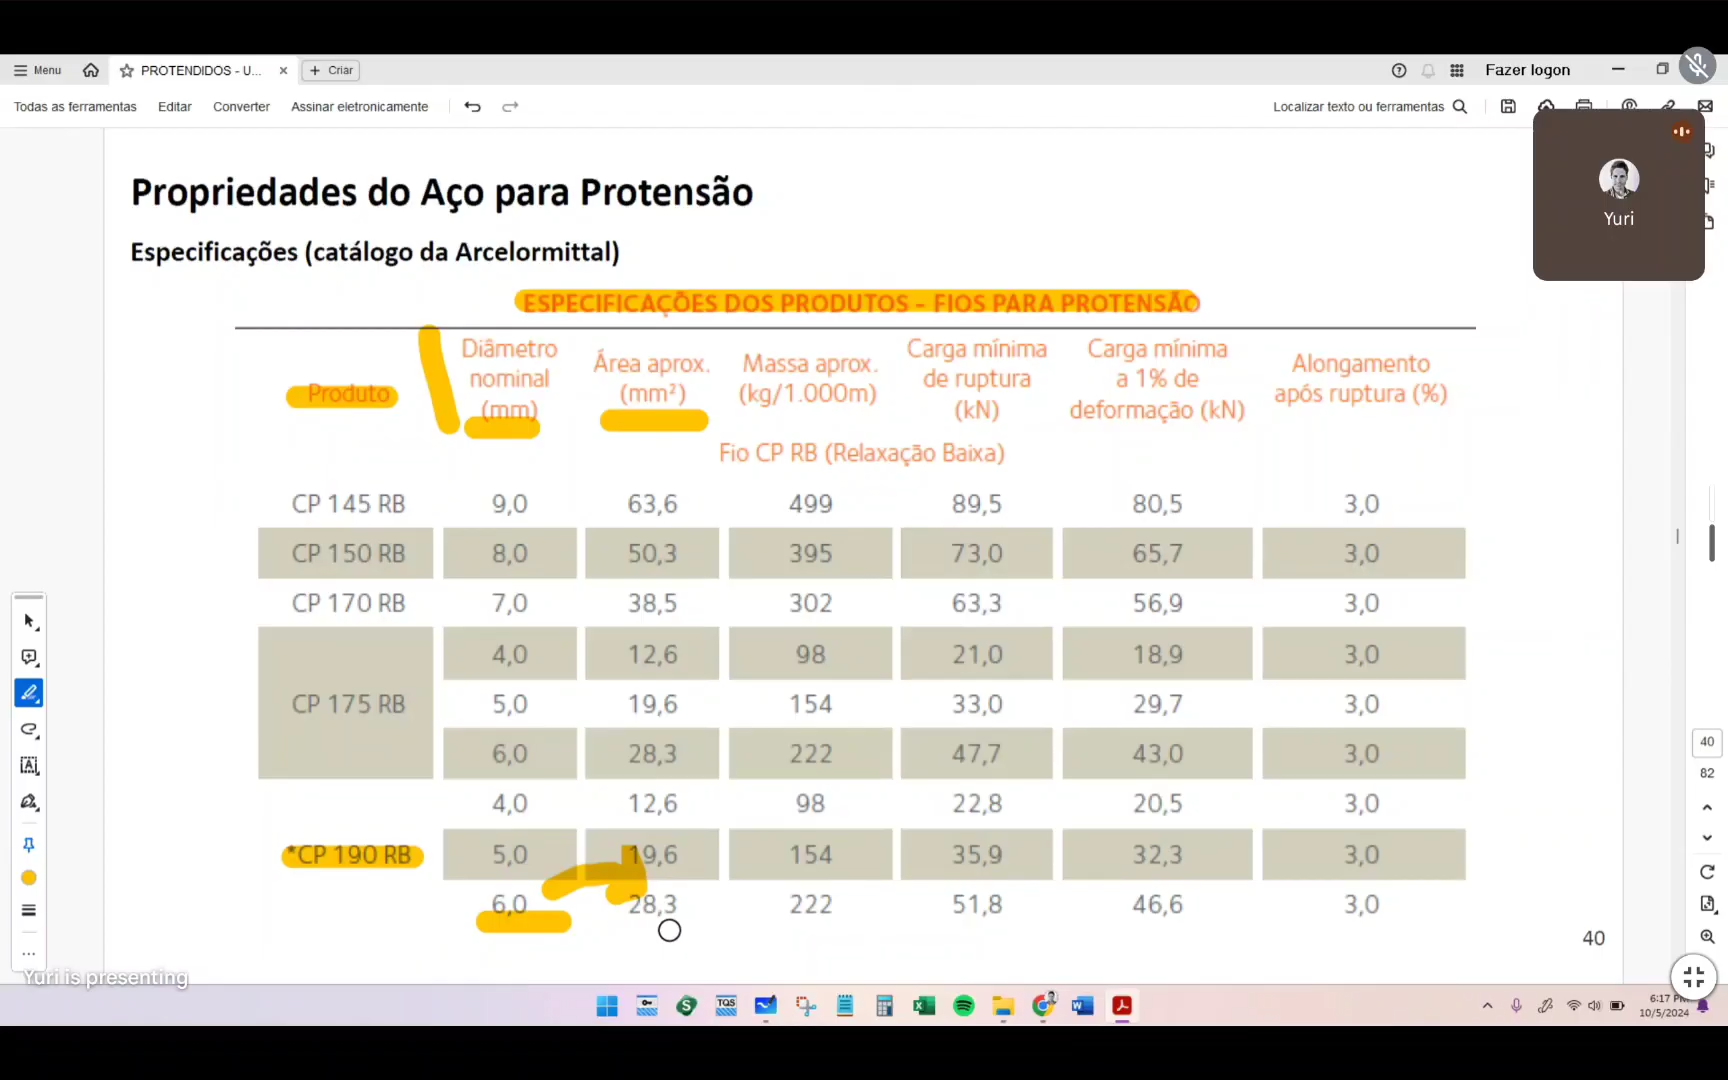 Menu
PROTENDIDOS - U...
Criar
Fazer logon
Todas as ferramentas
Editar
Converter
Assinar eletronicamente
Localizar texto ou ferramentas
Yuri
Propriedades do Aço para Protensão
Especificações (catálogo da Arcelormittal)
ESPECIFICAÇÕES DOS PRODUTOS - FIOS PARA PROTENSÃO
Produto
Diâmetro
nominal
(mm)
Área aprox.
(mm²)
Massa aprox.
(kg/1.000m)
Carga mínima
de ruptura
(kN)
Carga mínima
a 1% de
deformação (kN)
Alongamento
após ruptura (%)
Fio CP RB (Relaxação Baixa)
CP 145 RB 9,0 63,6 499 89,5 80,5 3,0
CP 150 RB 8,0 50,3 395 73,0 65,7 3,0
CP 170 RB 7,0 38,5 302 63,3 56,9 3,0
4,0 12,6 98 21,0 18,9 3,0
CP 175 RB 5,0 19,6 154 33,0 29,7 3,0
6,0 28,3 222 47,7 43,0 3,0
4,0 12,6 98 22,8 20,5 3,0
*CP 190 RB 5,0 19,6 154 35,9 32,3 3,0
6,0 28,3 222 51,8 46,6 3,0
40
40
82
Yuri is presenting
TQS
6:17 PM
10/5/2024